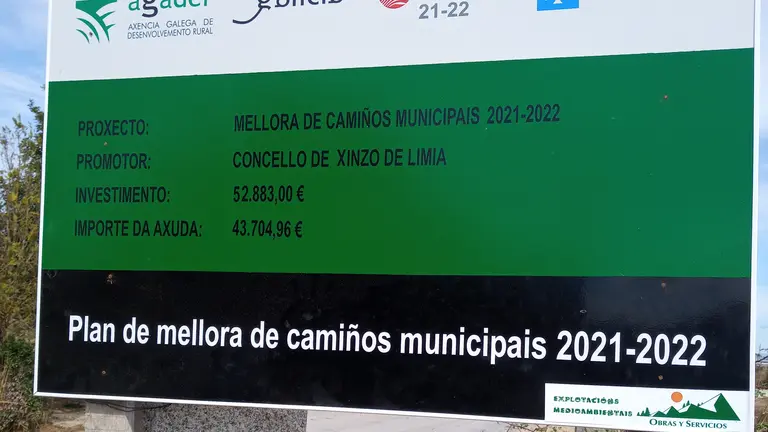 agader
AXENCIA GALEGA DE
DESENVOLVEMENTO RURAL
galicia
21-22
PROXECTO: MELLORA DE CAMIÑOS MUNICIPAIS 2021-2022
PROMOTOR: CONCELLO DE XINZO DE LIMIA
INVESTIMENTO: 52.883,00 €
IMPORTE DA AXUDA: 43.704,96 €
Plan de mellora de camiños municipais 2021-2022
EXPLOTACIÓNS
MEDIOAMBIENTAIS
OBRAS Y SERVICIOS